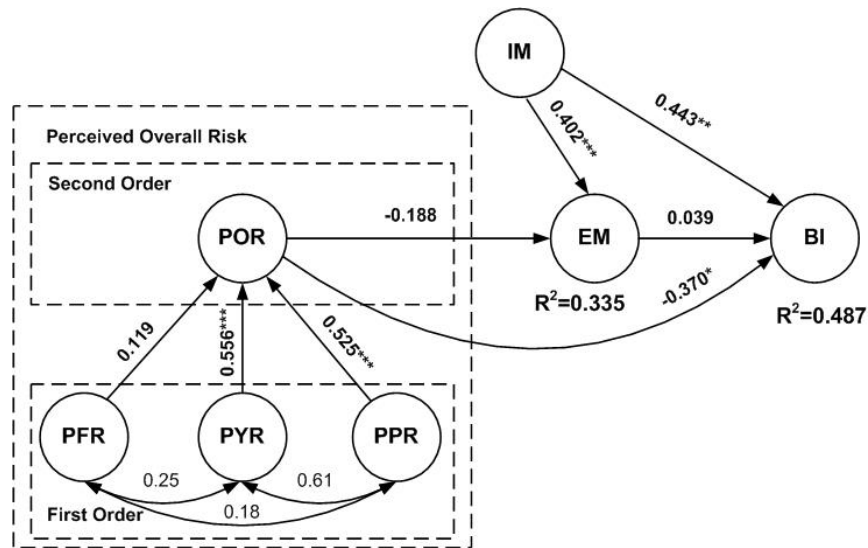 IM
0.443**
0.402***
Perceived Overall Risk
Second Order
POR
-0.188
EM
0.039
BI
R²=0.335
-0.370*
R²=0.487
0.119
0.556***
0.525***
PFR
PYR
PPR
0.25
0.61
0.18
First Order